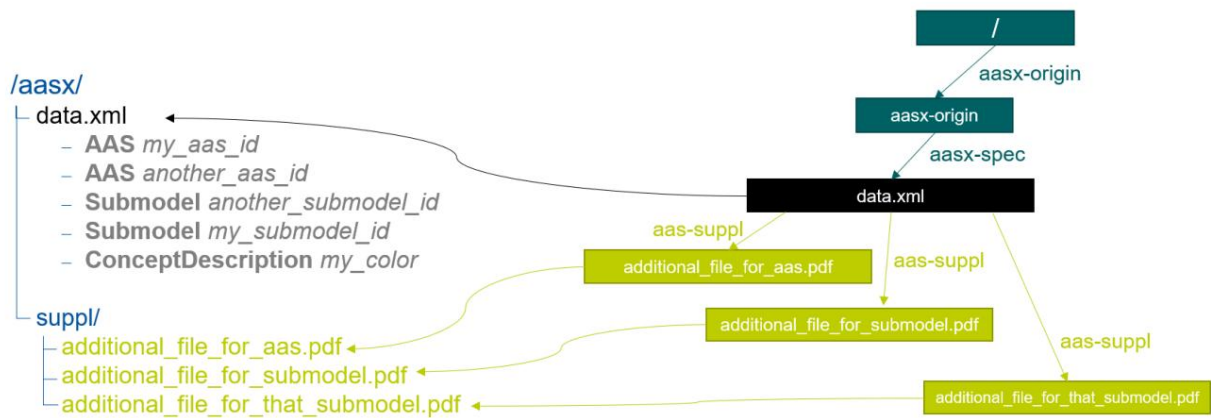 /
aasx-origin
/aasx/
data.xml
aasx-origin
– AAS my_aas_id
aasx-spec
– AAS another_aas_id
– Submodel another_submodel_id
data.xml
– Submodel my_submodel_id
aas-suppl
– ConceptDescription my_color
additional_file_for_aas.pdf
aas-suppl
suppl/
additional_file_for_submodel.pdf
aas-suppl
additional_file_for_aas.pdf
additional_file_for_submodel.pdf
additional_file_for_that_submodel.pdf
additional_file_for_that_submodel.pdf